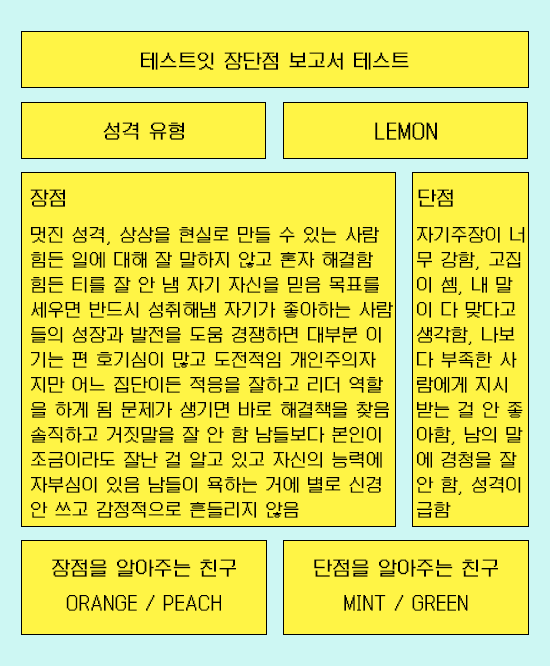 테스트잇 장단점 보고서 테스트
성격 유형
LEMON
장점
멋진 성격, 상상을 현실로 만들 수 있는 사람
힘든 일에 대해 잘 말하지 않고 혼자 해결함
힘든 티를 잘 안 냄 자기 자신을 믿음 목표를
세우면 반드시 성취해냄 자기가 좋아하는 사람
들의 성장과 발전을 도움 경쟁하면 대부분 이
기는 편 호기심이 많고 도전적임 개인주의자
지만 어느 집단이든 적응을 잘하고 리더 역할
을 하게 됨 문제가 생기면 바로 해결책을 찾음
솔직하고 거짓말을 잘 안 함 남들보다 본인이
조금이라도 잘난 걸 알고 있고 자신의 능력에
자부심이 있음 남들이 욕하는 거에 별로 신경
안 쓰고 감정적으로 흔들리지 않음
단점
자기주장이 너
무 강함, 고집
이 셈, 내 말
이 다 맞다고
생각함, 나보
다 부족한 사
람에게 지시
받는 걸 안 좋
아함, 남의 말
에 경청을 잘
안 함, 성격이
급함
장점을 알아주는 친구
ORANGE / PEACH
단점을 알아주는 친구
MINT / GREEN